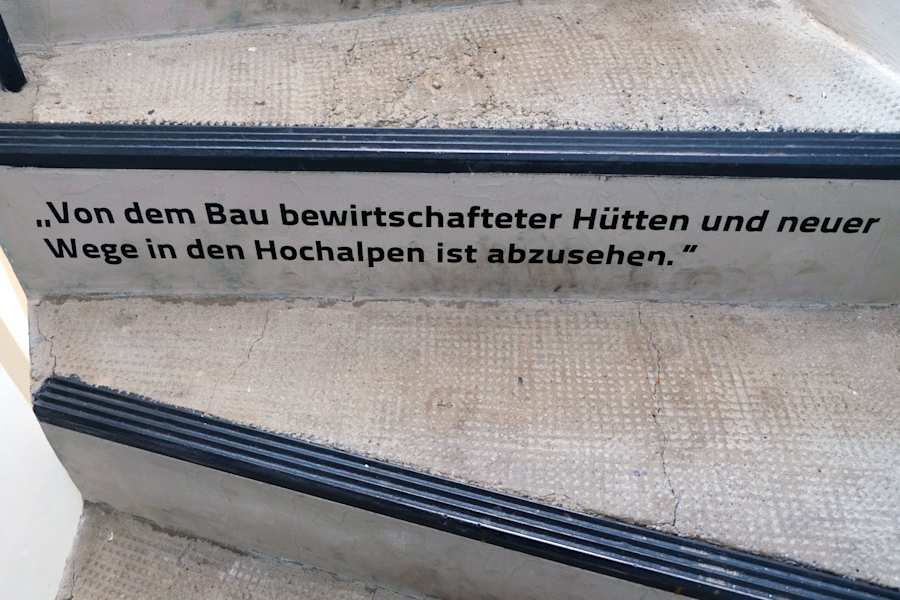 „Von dem Bau bewirtschafteter Hütten und neuer
Wege in den Hochalpen ist abzusehen.”